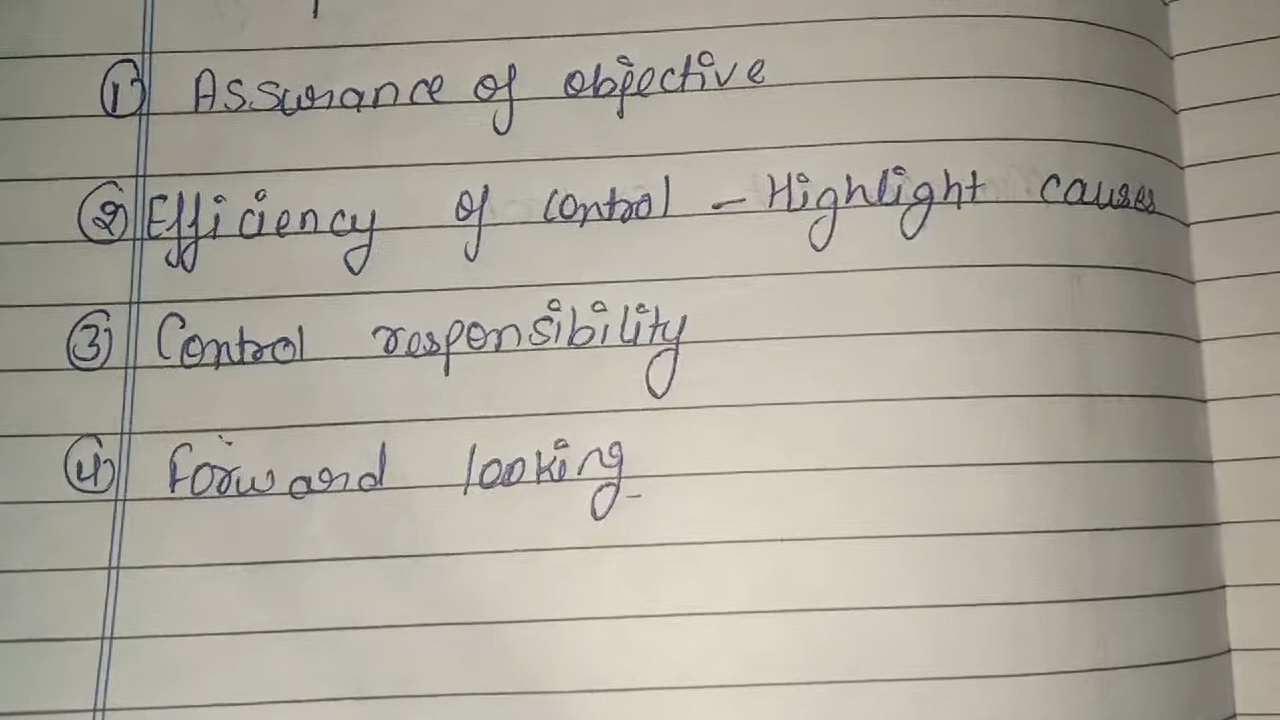 ① Assurance of objective
② Efficiency of control - Highlight causes
③ Control responsibility
④ Forward looking